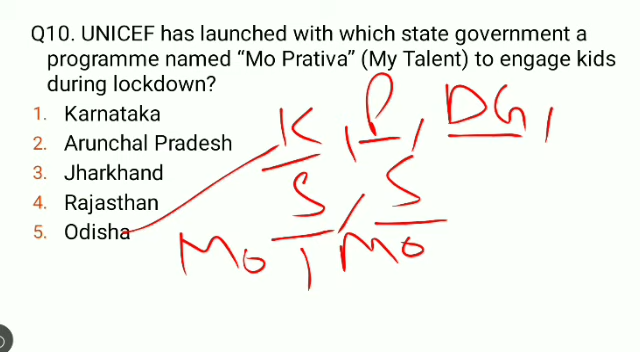 Q10. UNICEF has launched with which state government a
programme named “Mo Prativa” (My Talent) to engage kids
during lockdown?
1. Karnataka
2. Arunchal Pradesh
3. Jharkhand
4. Rajasthan
5. Odisha
K, P, DG,
S, S
Mo, Mo